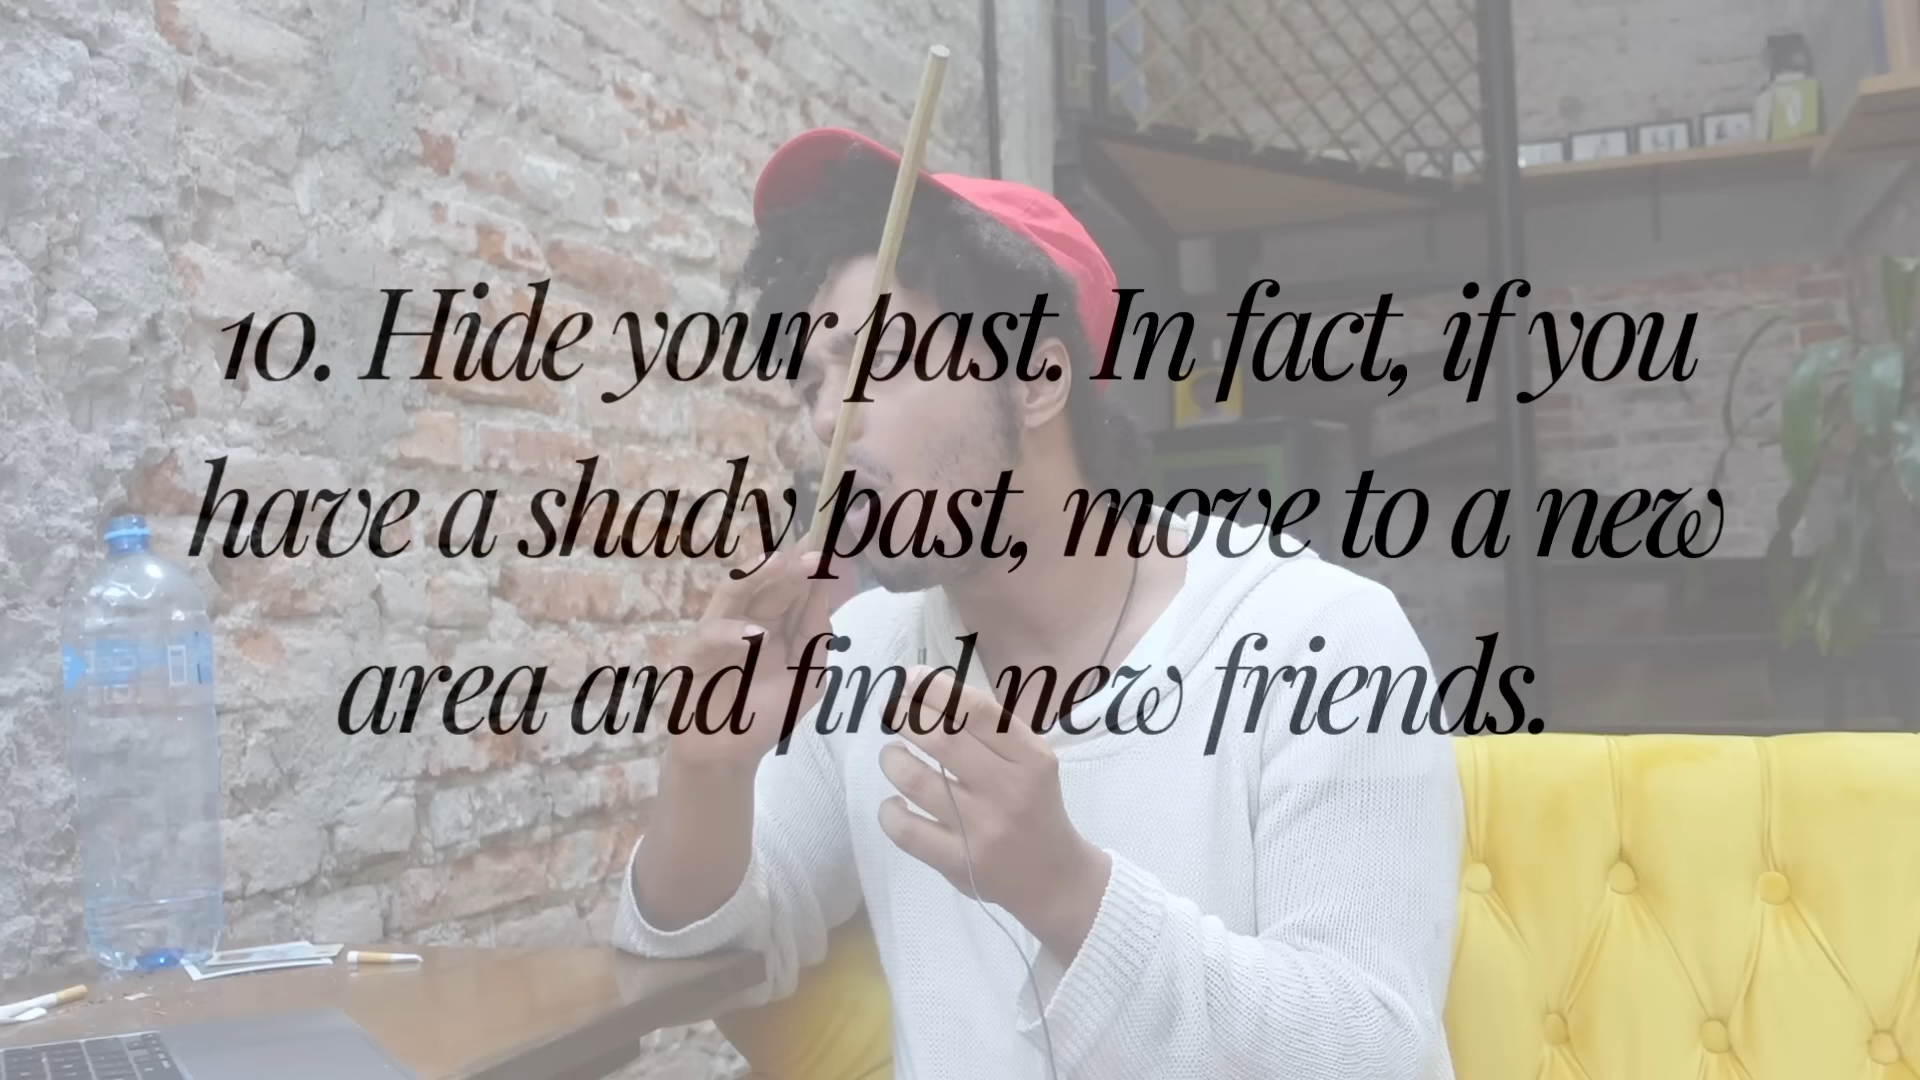 10. Hide your past. In fact, if you
have a shady past, move to a new
area and find new friends.